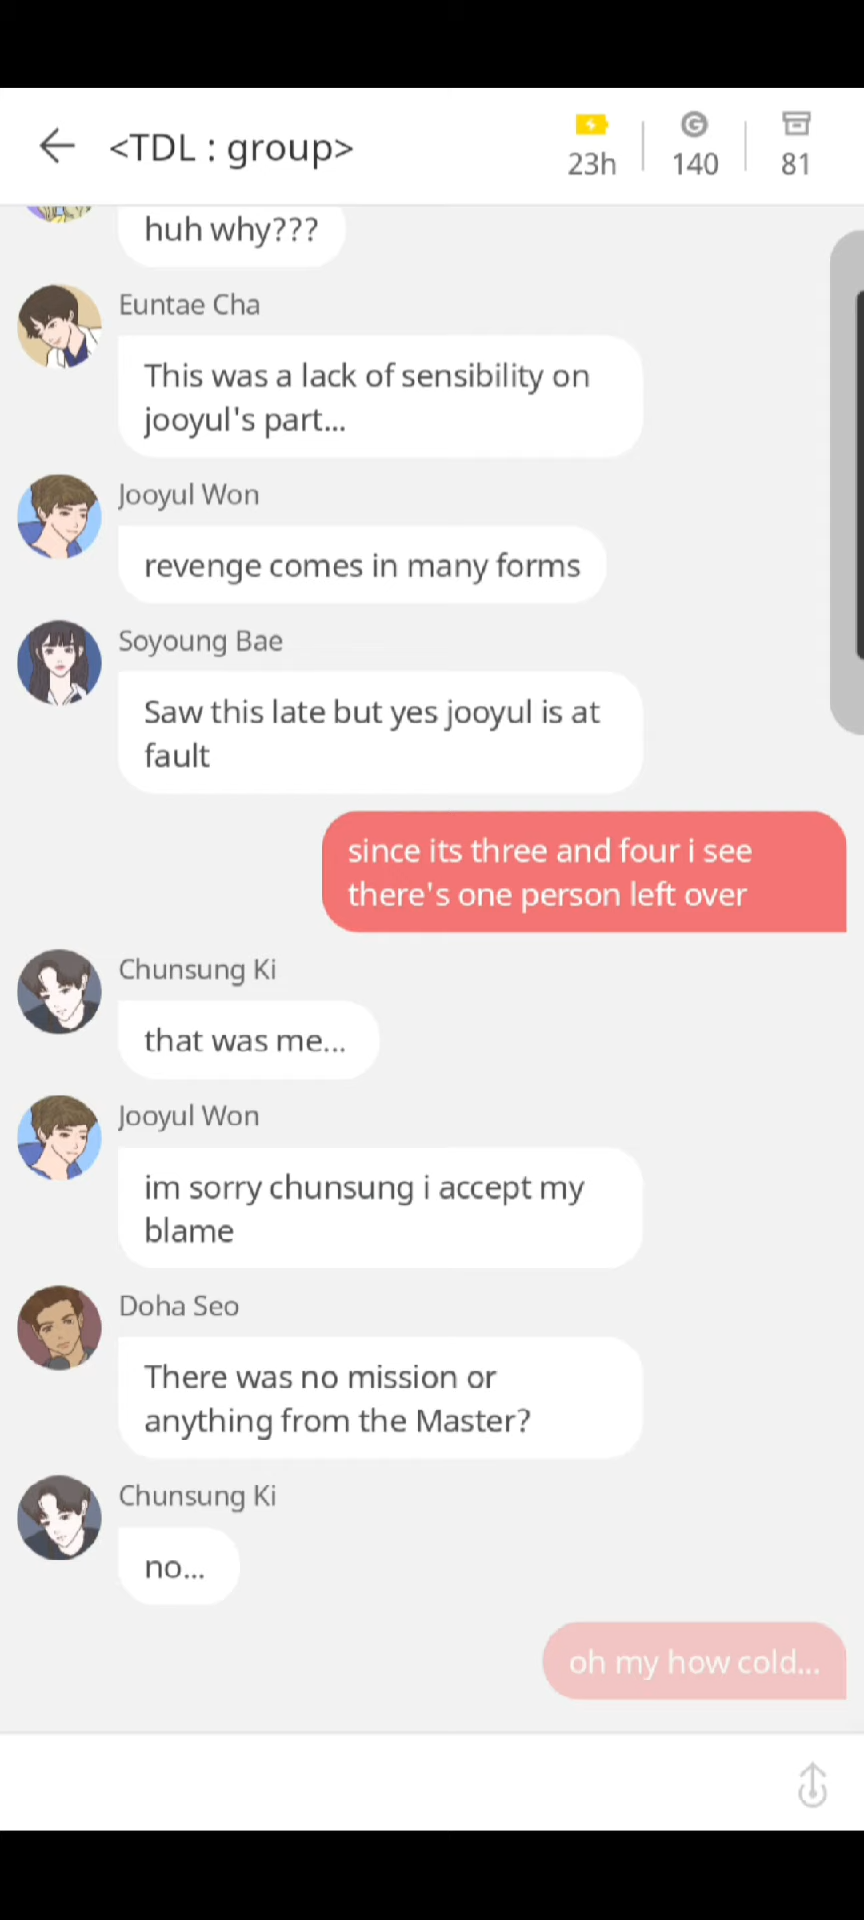 <TDL : group>
23h
140
81
huh why???
Euntae Cha
This was a lack of sensibility on
jooyul's part...
Jooyul Won
revenge comes in many forms
Soyoung Bae
Saw this late but yes jooyul is at
fault
since its three and four i see
there's one person left over
Chunsung Ki
that was me...
Jooyul Won
im sorry chunsung i accept my
blame
Doha Seo
There was no mission or
anything from the Master?
Chunsung Ki
no...
oh my how cold...